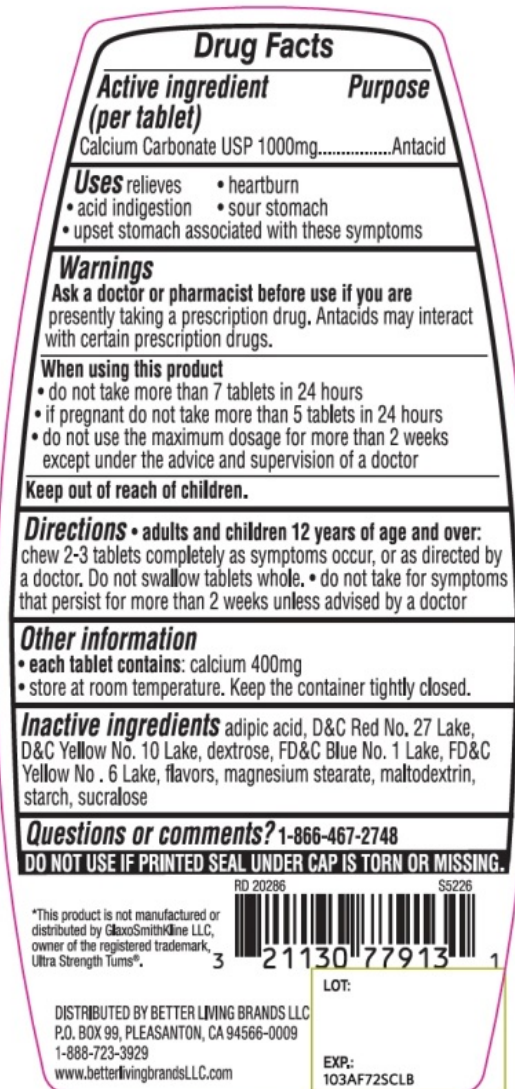 Drug Facts
Active ingredient Purpose
(per tablet)
Calcium Carbonate USP 1000mg................Antacid
Uses relieves • heartburn
• acid indigestion • sour stomach
• upset stomach associated with these symptoms
Warnings
Ask a doctor or pharmacist before use if you are
presently taking a prescription drug. Antacids may interact
with certain prescription drugs.
When using this product
• do not take more than 7 tablets in 24 hours
• if pregnant do not take more than 5 tablets in 24 hours
• do not use the maximum dosage for more than 2 weeks
except under the advice and supervision of a doctor
Keep out of reach of children.
Directions • adults and children 12 years of age and over:
chew 2-3 tablets completely as symptoms occur, or as directed by
a doctor. Do not swallow tablets whole. • do not take for symptoms
that persist for more than 2 weeks unless advised by a doctor
Other information
• each tablet contains: calcium 400mg
• store at room temperature. Keep the container tightly closed.
Inactive ingredients adipic acid, D&C Red No. 27 Lake,
D&C Yellow No. 10 Lake, dextrose, FD&C Blue No. 1 Lake, FD&C
Yellow No . 6 Lake, flavors, magnesium stearate, maltodextrin,
starch, sucralose
Questions or comments? 1-866-467-2748
DO NOT USE IF PRINTED SEAL UNDER CAP IS TORN OR MISSING.
RD 20286 S5226
*This product is not manufactured or
distributed by GlaxoSmithKline LLC,
owner of the registered trademark,
Ultra Strength Tums®.
3 21130 77913 1
LOT:
DISTRIBUTED BY BETTER LIVING BRANDS LLC
P.O. BOX 99, PLEASANTON, CA 94566-0009
1-888-723-3929
www.betterlivingbrandsLLC.com
EXP.:
103AF72SCLB